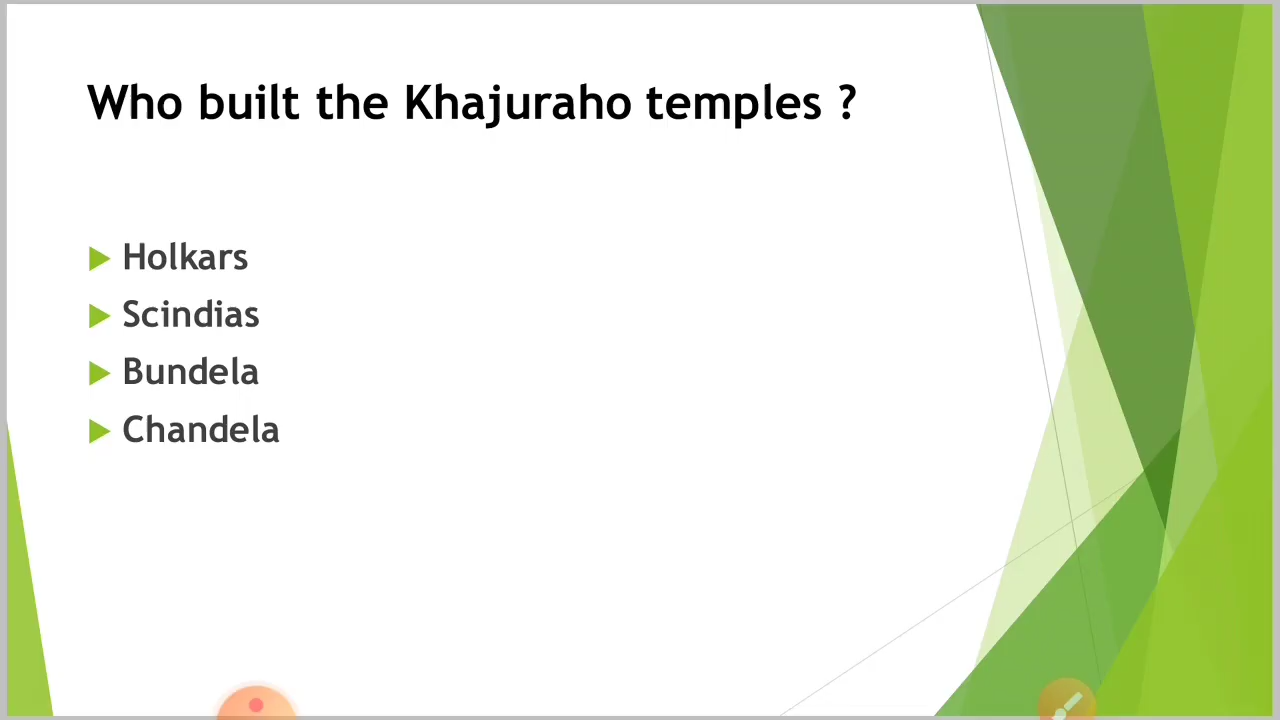 Who built the Khajuraho temples ?
Holkars
Scindias
Bundela
Chandela